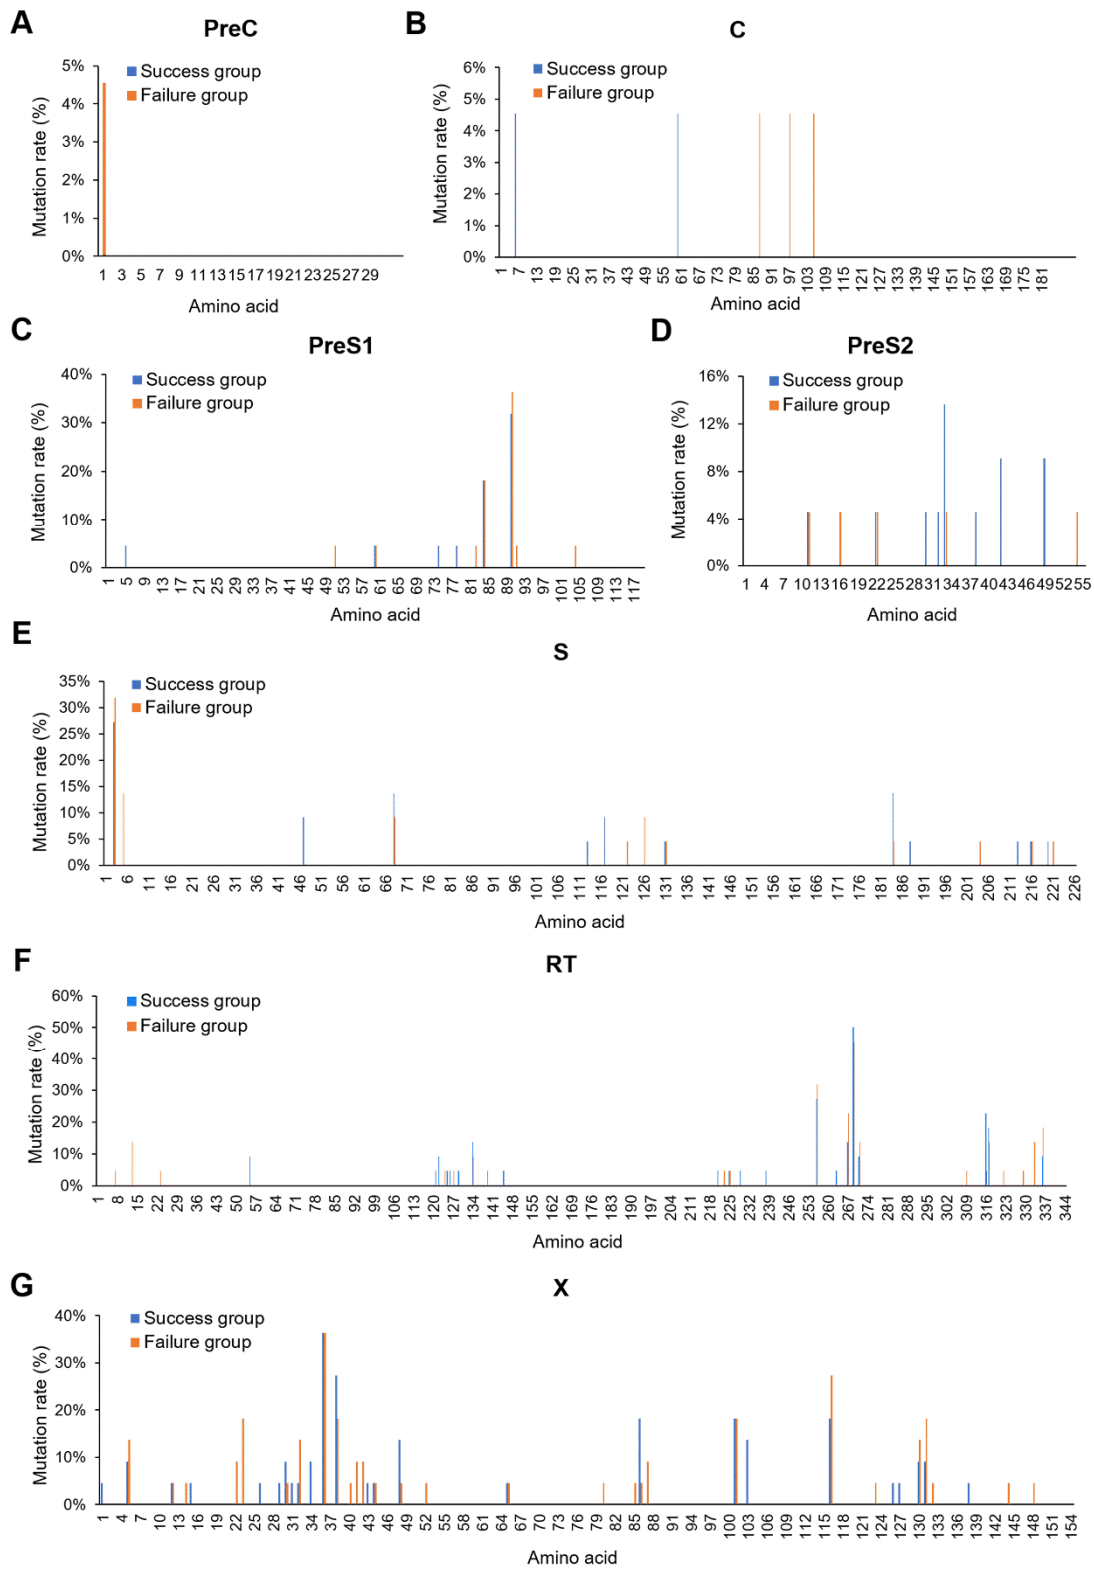 A
PreC
Success group
Failure group
Mutation rate (%)
5%
4%
3%
2%
1%
0%
1 3 5 7 9 11 13 15 17 19 21 23 25 27 29
Amino acid
B
C
Success group
Failure group
Mutation rate (%)
6%
5%
4%
3%
2%
1%
0%
1 7 13 19 25 31 37 43 49 55 61 67 73 79 85 91 97 103 109 115 121 127 133 139 145 151 157 163 169 175 181
Amino acid
C
PreS1
Success group
Failure group
Mutation rate (%)
40%
30%
20%
10%
0%
1 5 9 13 17 21 25 29 33 37 41 45 49 53 57 61 65 69 73 77 81 85 89 93 97 101 105 109 113 117
Amino acid
D
PreS2
Success group
Failure group
Mutation rate (%)
16%
12%
8%
4%
0%
1 4 7 10 13 16 19 22 25 28 31 34 37 40 43 46 49 52 55
Amino acid
E
S
Success group
Failure group
Mutation rate (%)
35%
30%
25%
20%
15%
10%
5%
0%
1 6 11 16 21 26 31 36 41 46 51 56 61 66 71 76 81 86 91 96 101 106 111 116 121 126 131 136 141 146 151 156 161 166 171 176 181 186 191 196 201 206 211 216 221 226
Amino acid
F
RT
Success group
Failure group
Mutation rate (%)
60%
50%
40%
30%
20%
10%
0%
1 8 15 22 29 36 43 50 57 64 71 78 85 92 99 106 113 120 127 134 141 148 155 162 169 176 183 190 197 204 211 218 225 232 239 246 253 260 267 274 281 288 295 302 309 316 323 330 337 344
Amino acid
G
X
Success group
Failure group
Mutation rate (%)
40%
30%
20%
10%
0%
1 4 7 10 13 16 19 22 25 28 31 34 37 40 43 46 49 52 55 58 61 64 67 70 73 76 79 82 85 88 91 94 97 100 103 106 109 112 115 118 121 124 127 130 133 136 139 142 145 148 151 154
Amino acid